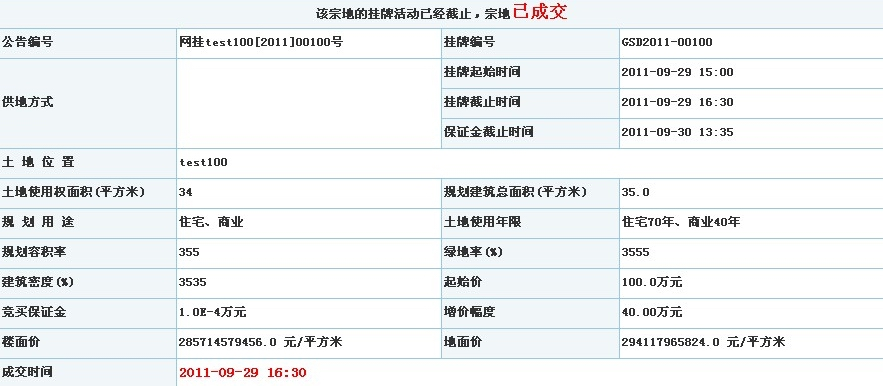 该宗地的挂牌活动已经截止，宗地已成交
公告编号 网挂test100[2011]00100号 挂牌编号 GSD2011-00100
供地方式 挂牌起始时间 2011-09-29 15:00
挂牌截止时间 2011-09-29 16:30
保证金截止时间 2011-09-30 13:35
土 地 位 置 test100
土地使用权面积(平方米) 34 规划建筑总面积(平方米) 35.0
规 划 用 途 住宅、商业 土地使用年限 住宅70年、商业40年
规划容积率 355 绿地率(%) 3555
建筑密度(%) 3535 起始价 100.0万元
竞买保证金 1.0E-4万元 增价幅度 40.00万元
楼面价 285714579456.0 元/平方米 地面价 294117965824.0 元/平方米
成交时间 2011-09-29 16:30